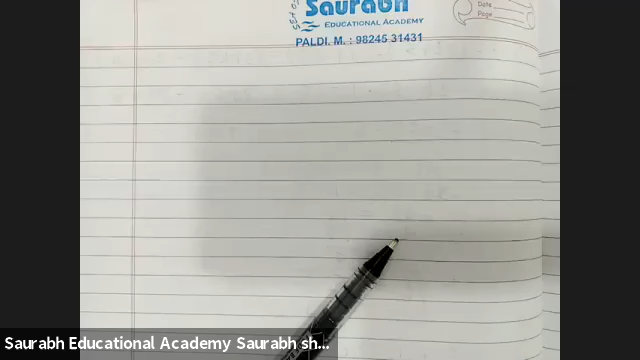 Saurabh
EDUCATIONAL ACADEMY
PALDI. M. : 98245 31431
Date
Page
Saurabh Educational Academy Saurabh sh...